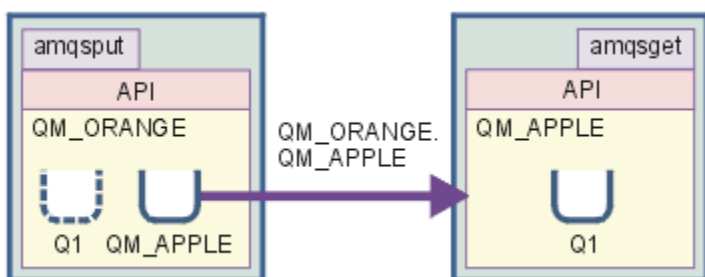 amqsput
API
QM_ORANGE
Q1
QM_APPLE
QM_ORANGE.
QM_APPLE
amqsget
API
QM_APPLE
Q1